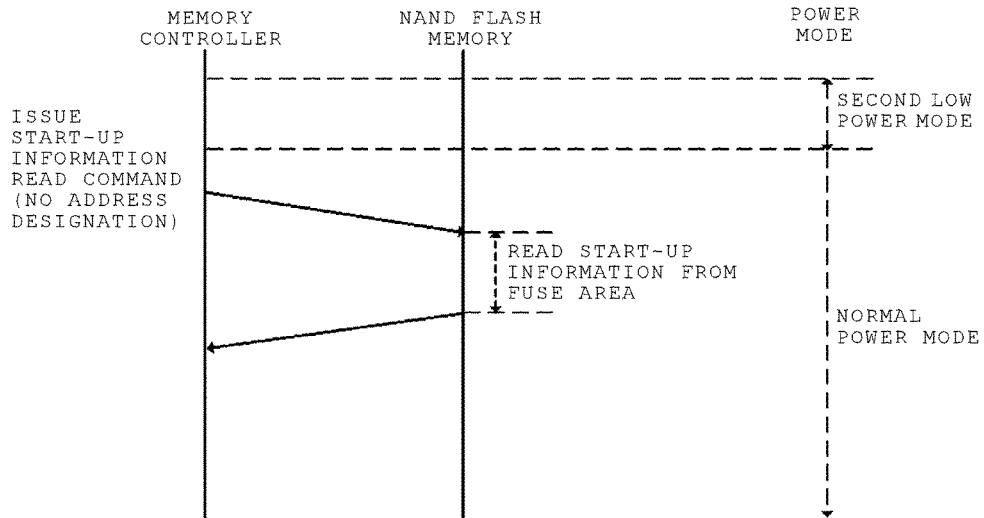 MEMORY
CONTROLLER
NAND FLASH
MEMORY
POWER
MODE
SECOND LOW
POWER MODE
ISSUE
START-UP
INFORMATION
READ COMMAND
(NO ADDRESS
DESIGNATION)
READ START-UP
INFORMATION FROM
FUSE AREA
NORMAL
POWER MODE